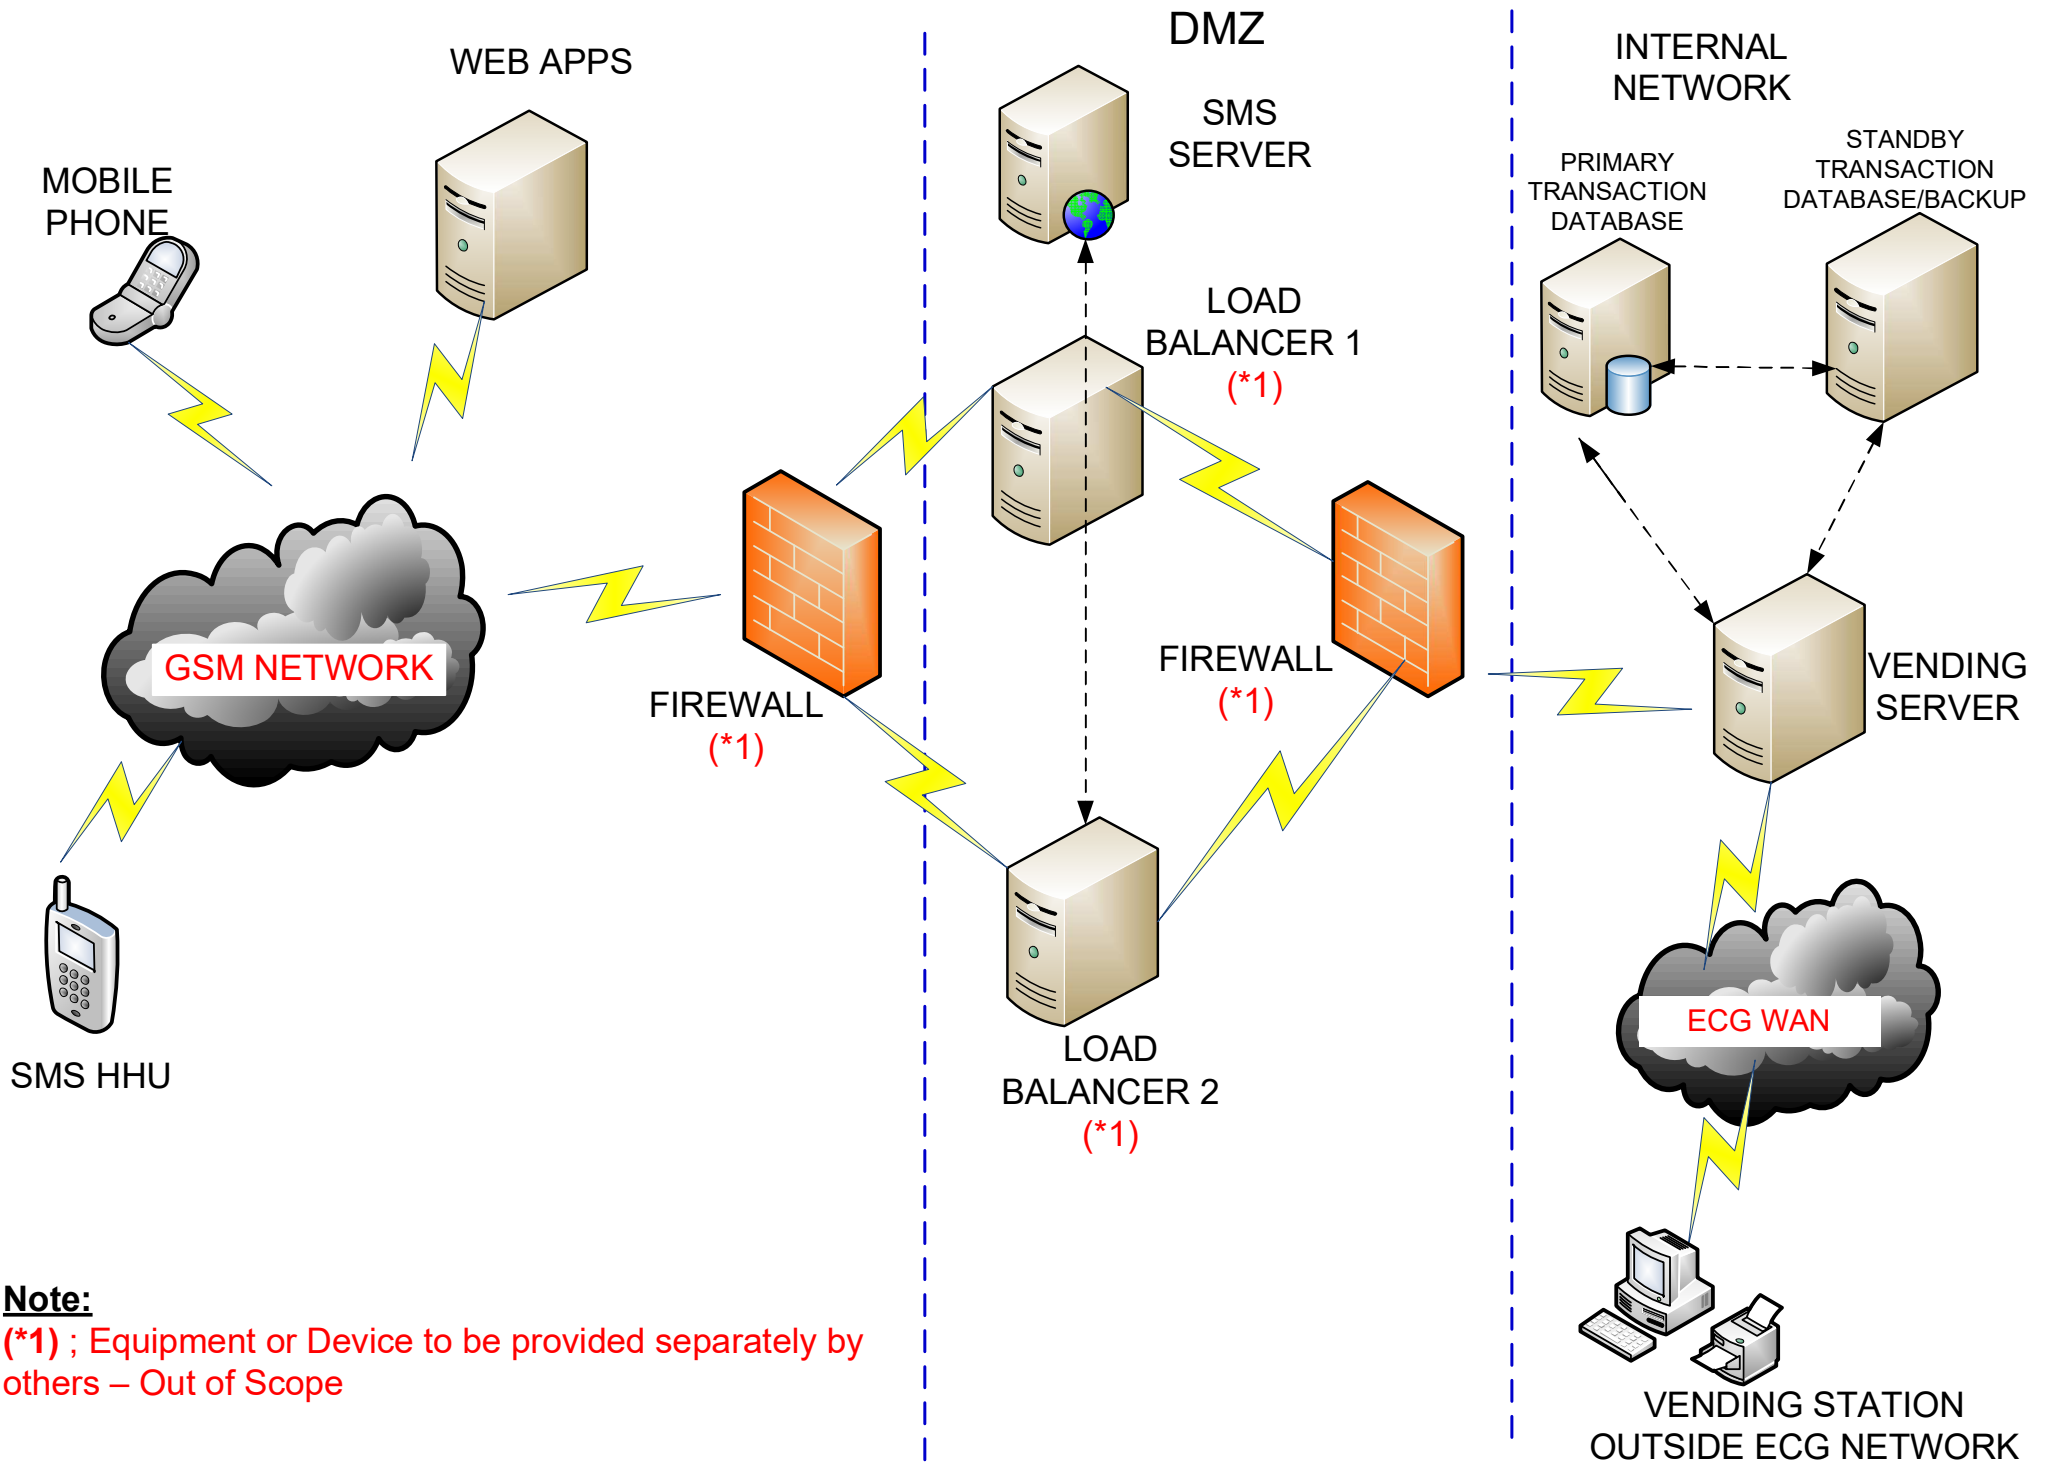 WEB APPS
MOBILE
PHONE
GSM NETWORK
SMS HHU
FIREWALL
(*1)
DMZ
SMS
SERVER
LOAD
BALANCER 1
(*1)
FIREWALL
(*1)
LOAD
BALANCER 2
(*1)
INTERNAL
NETWORK
PRIMARY
TRANSACTION
DATABASE
STANDBY
TRANSACTION
DATABASE/BACKUP
VENDING
SERVER
ECG WAN
VENDING STATION
OUTSIDE ECG NETWORK
Note:
(*1) ; Equipment or Device to be provided separately by
others – Out of Scope